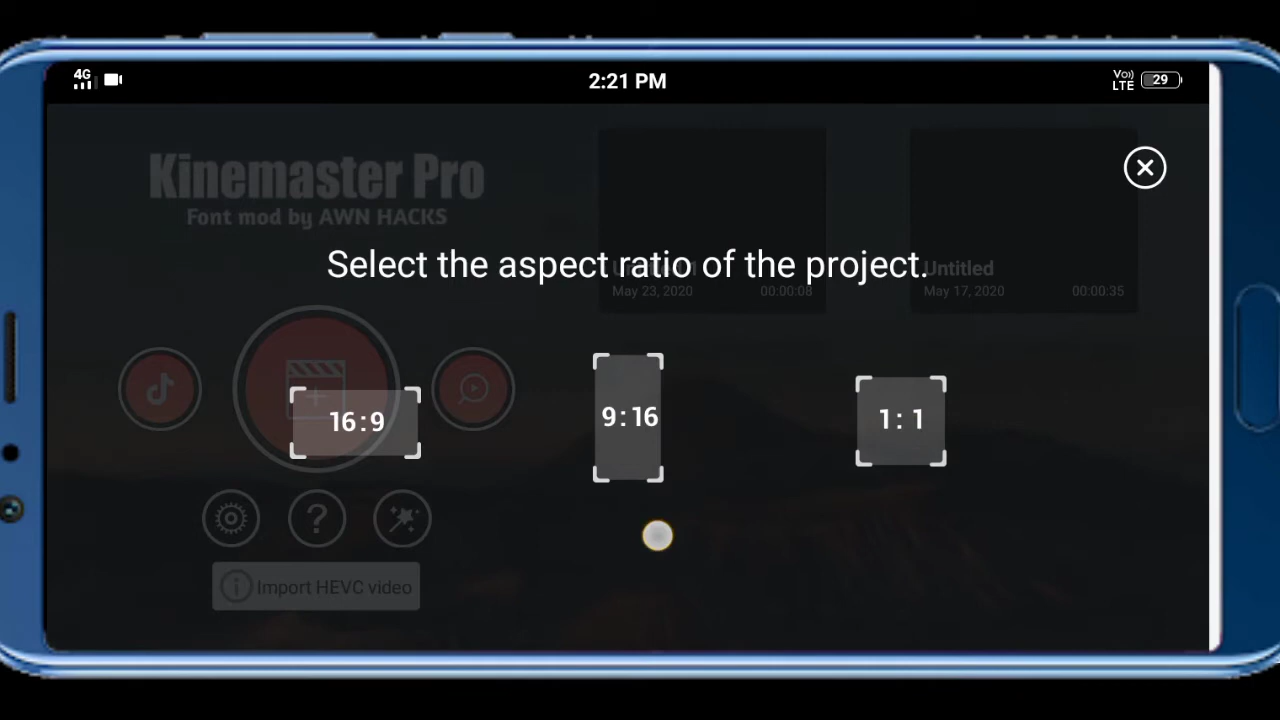 4G
2:21 PM
Vo))
LTE
29
Kinemaster Pro
Font mod by AWN HACKS
Select the aspect ratio of the project.
Untitled
May 23, 2020
00:00:08
Untitled
May 17, 2020
00:00:35
16:9
9:16
1:1
?
Import HEVC video